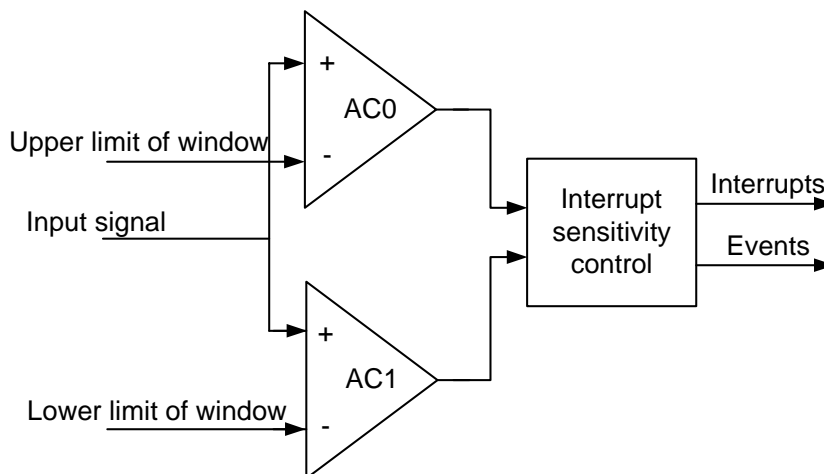 +
AC0
Upper limit of window
-
Input signal
Interrupt
sensitivity
control
Interrupts
Events
+
AC1
Lower limit of window
-